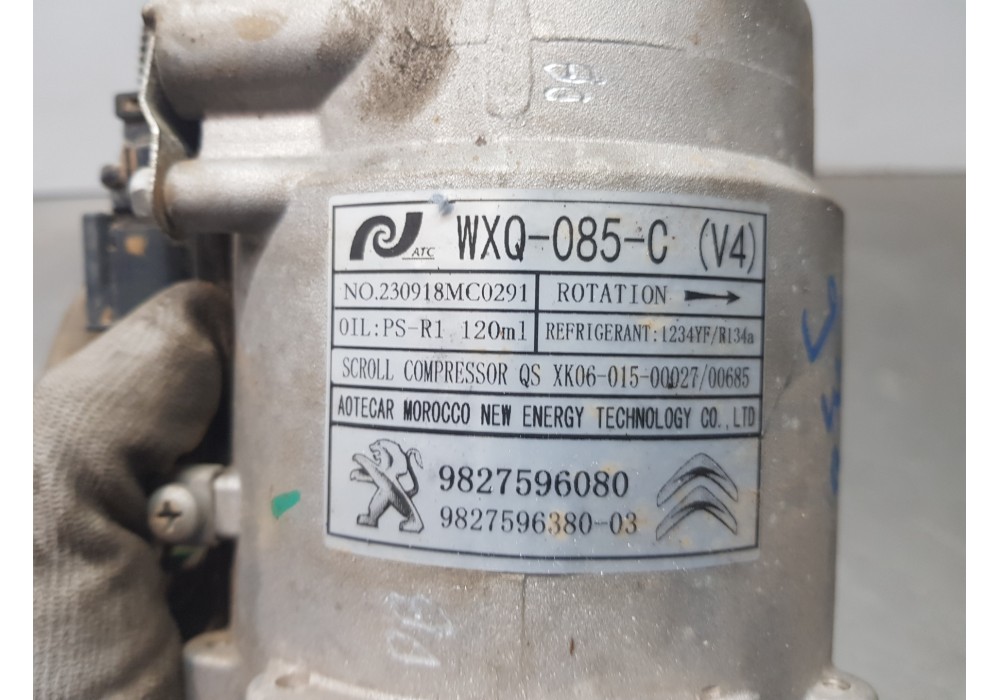 ATC WXQ-085-C (V4)
NO.230918MC0291 ROTATION
OIL:PS-R1 120ml REFRIGERANT:1234YF/R134a
SCROLL COMPRESSOR QS XK06-015-00027/00685
AOTECAR MOROCCO NEW ENERGY TECHNOLOGY CO.,LTD
9827596080
9827596380-03